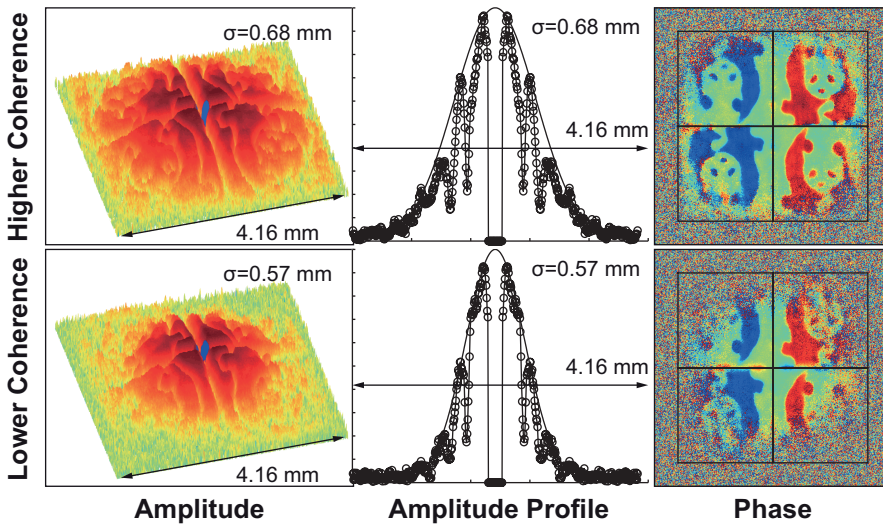 Higher Coherence
σ=0.68 mm
4.16 mm
σ=0.68 mm
4.16 mm
Lower Coherence
σ=0.57 mm
4.16 mm
σ=0.57 mm
4.16 mm
Amplitude
Amplitude Profile
Phase